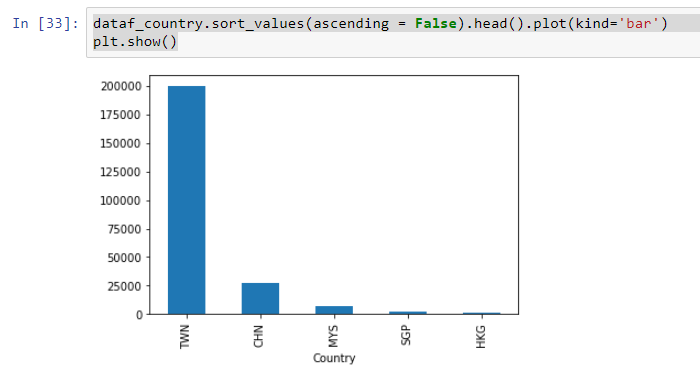 In [33]: dataf_country.sort_values(ascending = False).head().plot(kind='bar')
plt.show()
200000
175000
150000
125000
100000
75000
50000
25000
0
TWN CHN MYS SGP HKG
Country